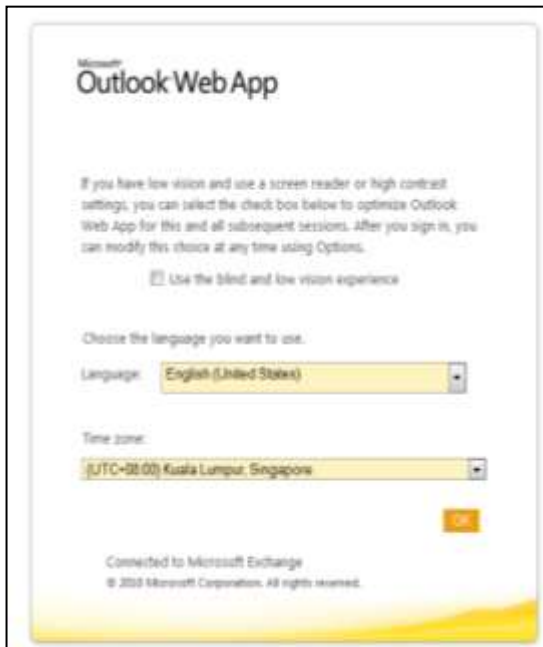 Microsoft
Outlook Web App
If you have low vision and use a screen reader or high contrast
settings, you can select the check box below to optimize Outlook
Web App for this and all subsequent sessions. After you sign in, you
can modify this choice at any time using Options.
Use the blind and low vision experience
Choose the language you want to use.
Language: English (United States)
Time zone:
(UTC+08:00) Kuala Lumpur, Singapore
OK
Connected to Microsoft Exchange
© 2010 Microsoft Corporation. All rights reserved.